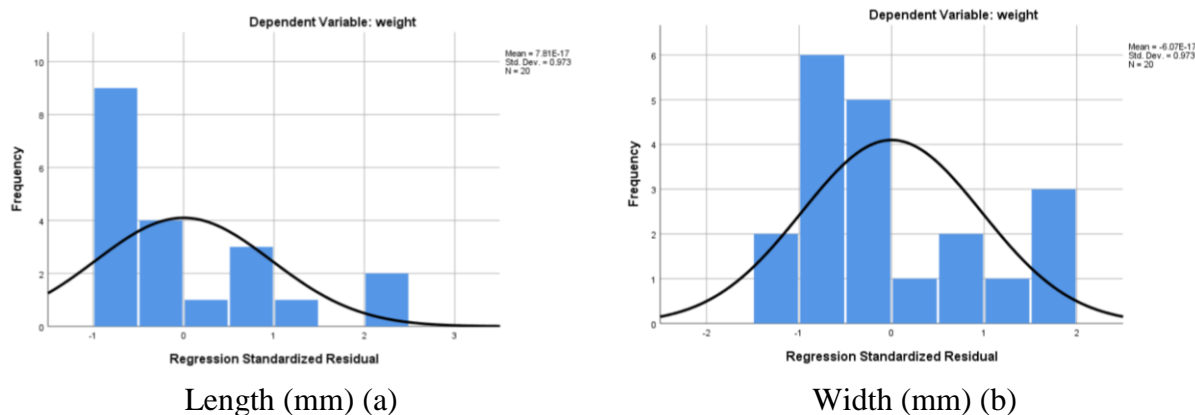 Dependent Variable: weight
Mean = 7.81E-17
Std. Dev. = 0.973
N = 20
10
8
6
4
2
0
Frequency
-1
0
1
2
3
Regression Standardized Residual
Length (mm) (a)
Dependent Variable: weight
Mean = -6.07E-17
Std. Dev. = 0.973
N = 20
6
5
4
3
2
1
0
Frequency
-2
-1
0
1
2
Regression Standardized Residual
Width (mm) (b)